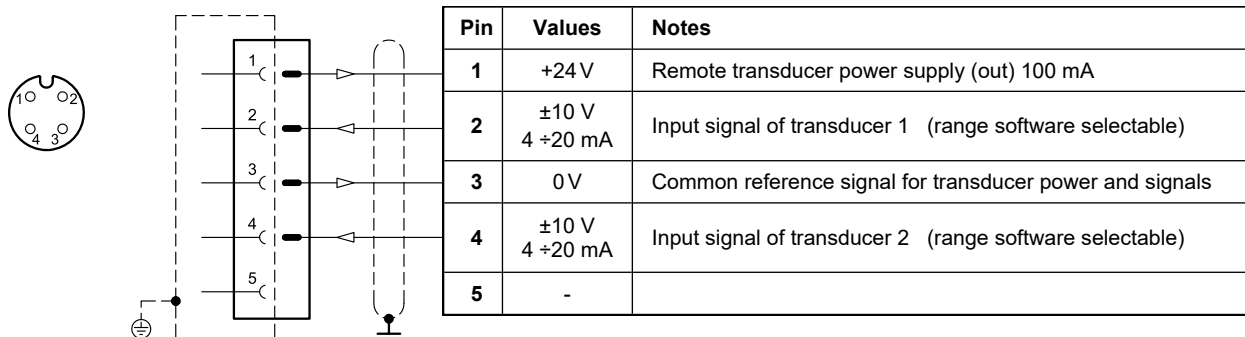 1 2
4 3
1
2
3
4
5
Pin Values Notes
1 +24 V Remote transducer power supply (out) 100 mA
2 ±10 V Input signal of transducer 1 (range software selectable)
4 ÷20 mA
3 0 V Common reference signal for transducer power and signals
4 ±10 V Input signal of transducer 2 (range software selectable)
4 ÷20 mA
5 -